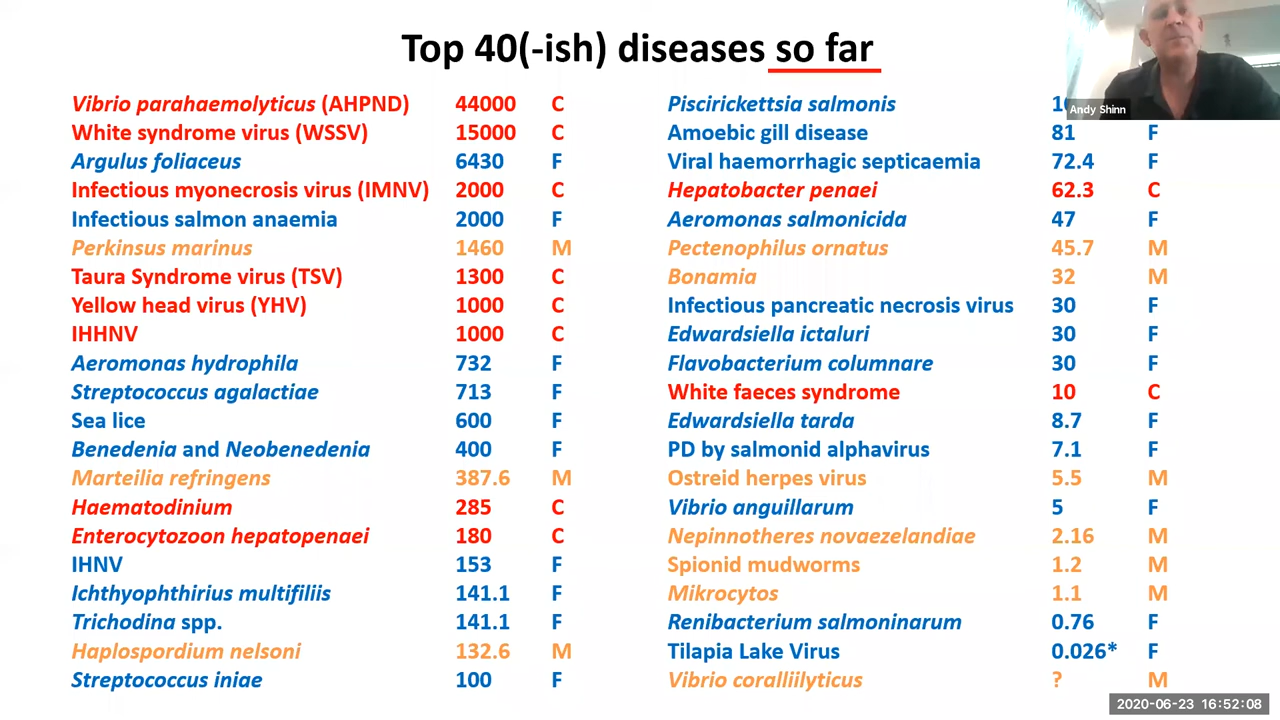 Top 40(-ish) diseases so far
Andy Shinn
Vibrio parahaemolyticus (AHPND) 44000 C
White syndrome virus (WSSV) 15000 C
Argulus foliaceus 6430 F
Infectious myonecrosis virus (IMNV) 2000 C
Infectious salmon anaemia 2000 F
Perkinsus marinus 1460 M
Taura Syndrome virus (TSV) 1300 C
Yellow head virus (YHV) 1000 C
IHHNV 1000 C
Aeromonas hydrophila 732 F
Streptococcus agalactiae 713 F
Sea lice 600 F
Benedenia and Neobenedenia 400 F
Marteilia refringens 387.6 M
Haematodinium 285 C
Enterocytozoon hepatopenaei 180 C
IHNV 153 F
Ichthyophthirius multifiliis 141.1 F
Trichodina spp. 141.1 F
Haplospordium nelsoni 132.6 M
Streptococcus iniae 100 F
Piscirickettsia salmonis
Amoebic gill disease 81 F
Viral haemorrhagic septicaemia 72.4 F
Hepatobacter penaei 62.3 C
Aeromonas salmonicida 47 F
Pectenophilus ornatus 45.7 M
Bonamia 32 M
Infectious pancreatic necrosis virus 30 F
Edwardsiella ictaluri 30 F
Flavobacterium columnare 30 F
White faeces syndrome 10 C
Edwardsiella tarda 8.7 F
PD by salmonid alphavirus 7.1 F
Ostreid herpes virus 5.5 M
Vibrio anguillarum 5 F
Nepinnotheres novaezelandiae 2.16 M
Spionid mudworms 1.2 M
Mikrocytos 1.1 M
Renibacterium salmoninarum 0.76 F
Tilapia Lake Virus 0.026* F
Vibrio coralliilyticus ? M
2020-06-23 16:52:08